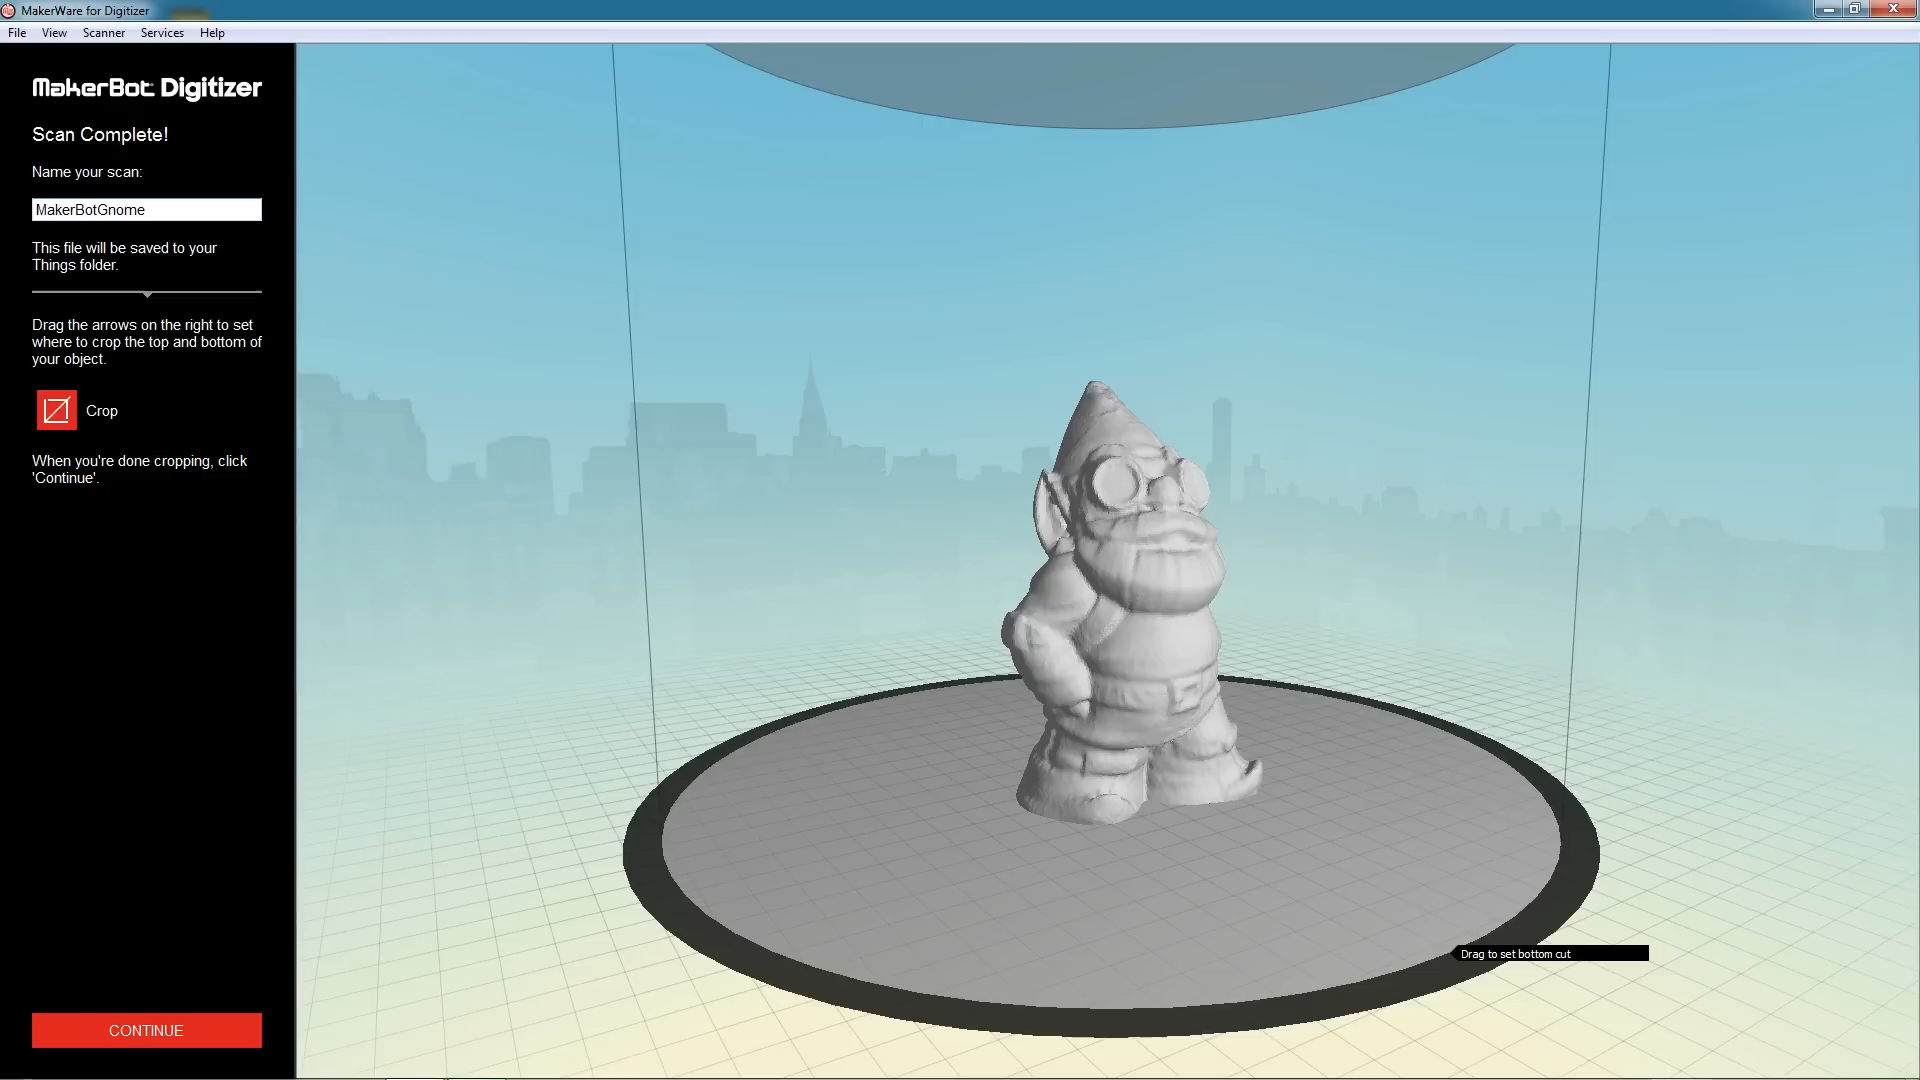 MakerWare for Digitizer
File View Scanner Services Help
MakerBot Digitizer
Scan Complete!
Name your scan:
MakerBotGnome
This file will be saved to your
Things folder.
Drag the arrows on the right to set
where to crop the top and bottom of
your object.
Crop
When you're done cropping, click
'Continue'.
Drag to set bottom cut
CONTINUE